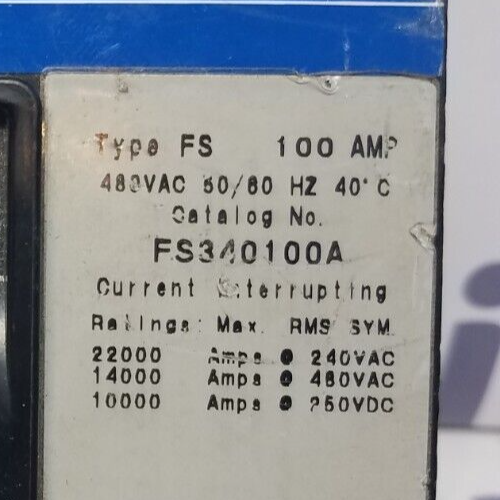 Type FS 100 AMP
480VAC 50/60 HZ 40°C
Catalog No.
FS340100A
Current Interrupting
Ratings: Max. RMS SYM.
22000 Amps @ 240VAC
14000 Amps @ 480VAC
10000 Amps @ 250VDC